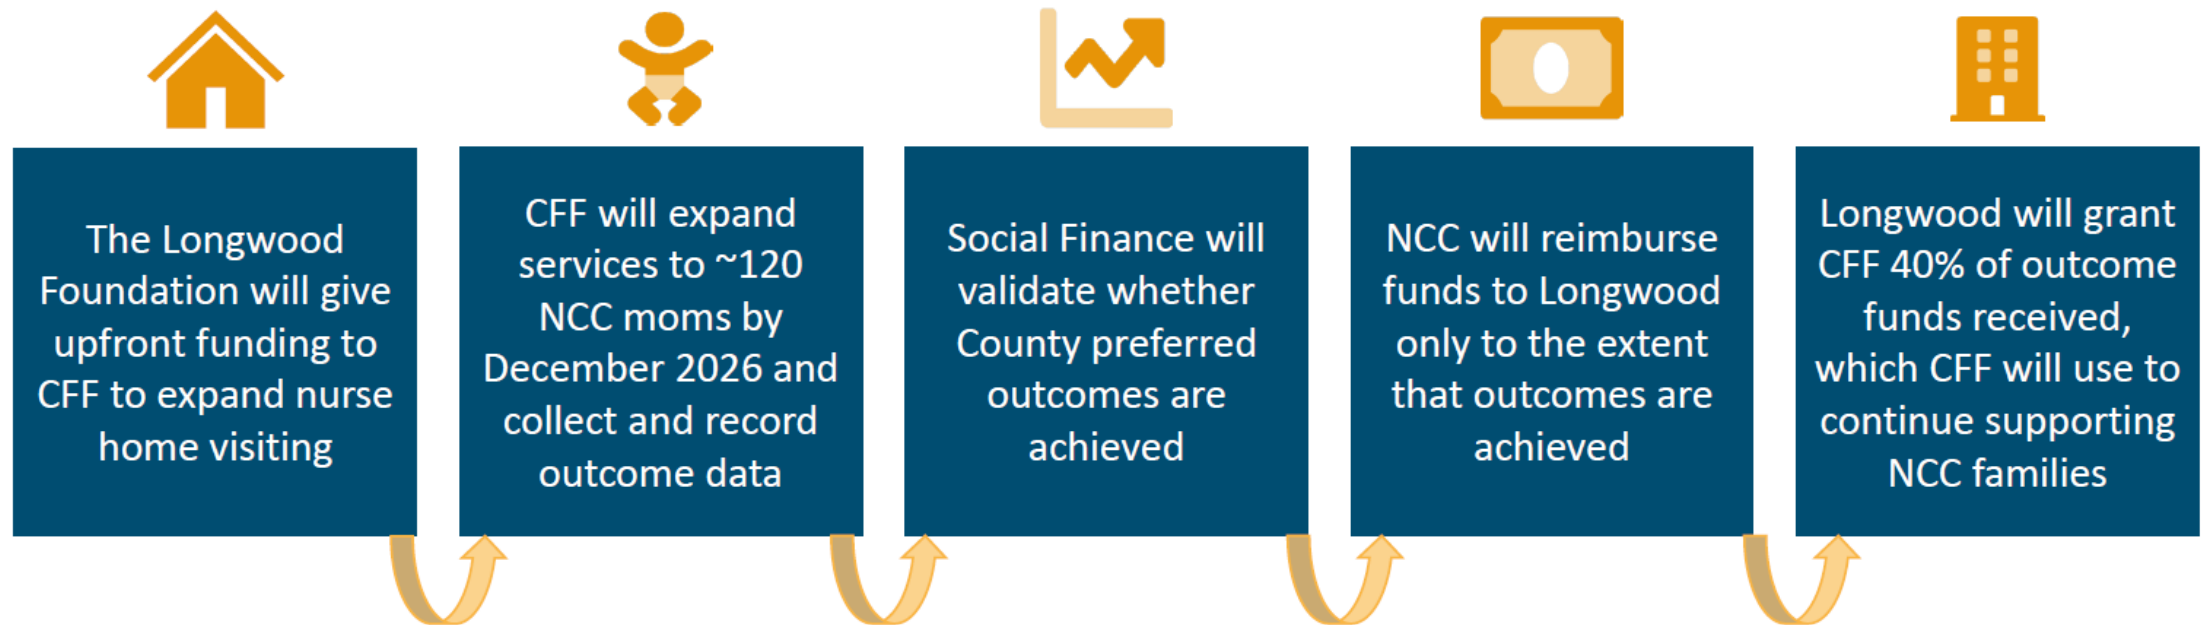 The Longwood
Foundation will give
upfront funding to
CFF to expand nurse
home visiting
CFF will expand
services to ~120
NCC moms by
December 2026 and
collect and record
outcome data
Social Finance will
validate whether
County preferred
outcomes are
achieved
NCC will reimburse
funds to Longwood
only to the extent
that outcomes are
achieved
Longwood will grant
CFF 40% of outcome
funds received,
which CFF will use to
continue supporting
NCC families